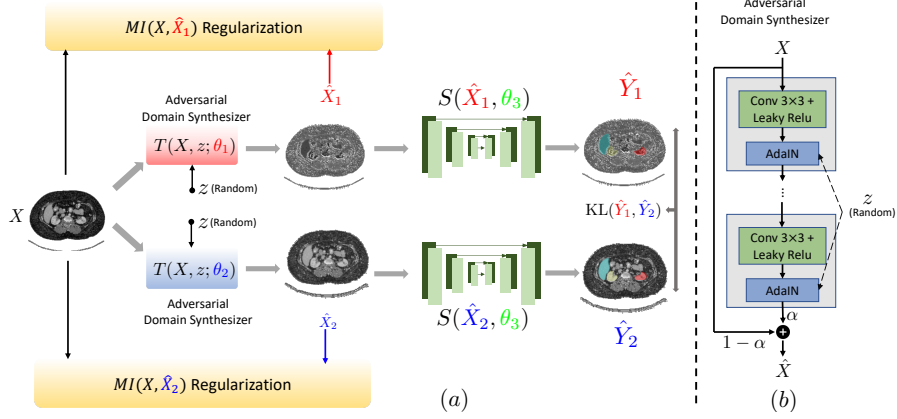 MI(X, X̂₁) Regularization
X̂₁
Adversarial
Domain Synthesizer
T(X, z; θ₁)
z (Random)
X
z (Random)
T(X, z; θ₂)
Adversarial
Domain Synthesizer
X̂₂
MI(X, X̂₂) Regularization
S(X̂₁, θ₃)
Ŷ₁
KL(Ŷ₁, Ŷ₂)
S(X̂₂, θ₃)
Ŷ₂
(a)
Adversarial
Domain Synthesizer
X
Conv 3×3 +
Leaky Relu
AdaIN
...
z
(Random)
Conv 3×3 +
Leaky Relu
AdaIN
α
+
1 − α
X̂
(b)